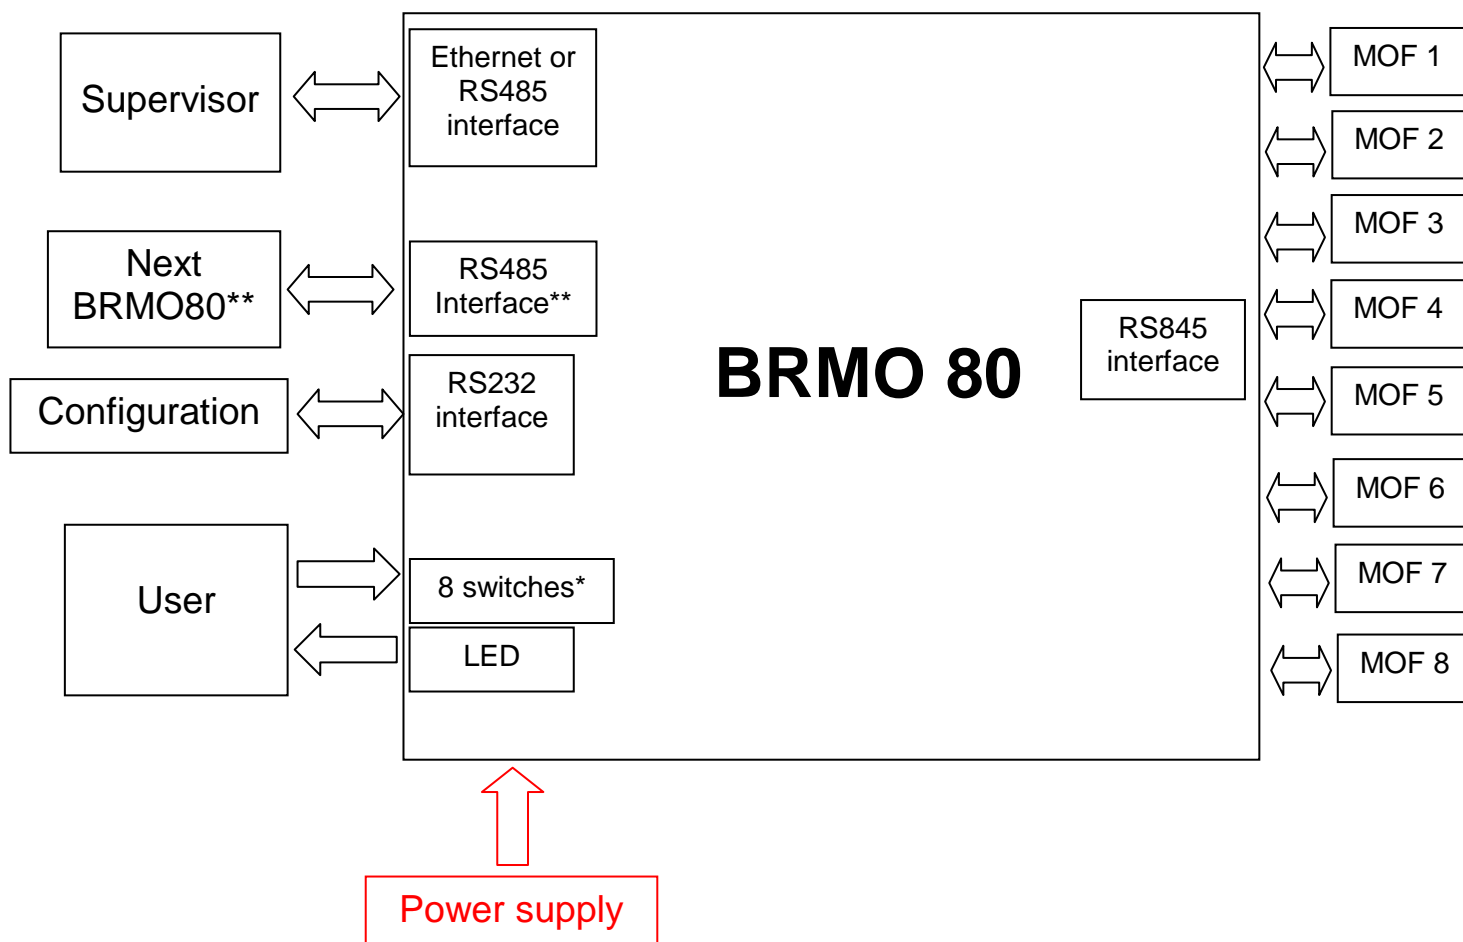 Supervisor
Ethernet or
RS485
interface
Next
BRMO80**
RS485
Interface**
Configuration
RS232
interface
User
8 switches*
LED
BRMO 80
RS845
interface
MOF 1
MOF 2
MOF 3
MOF 4
MOF 5
MOF 6
MOF 7
MOF 8
Power supply